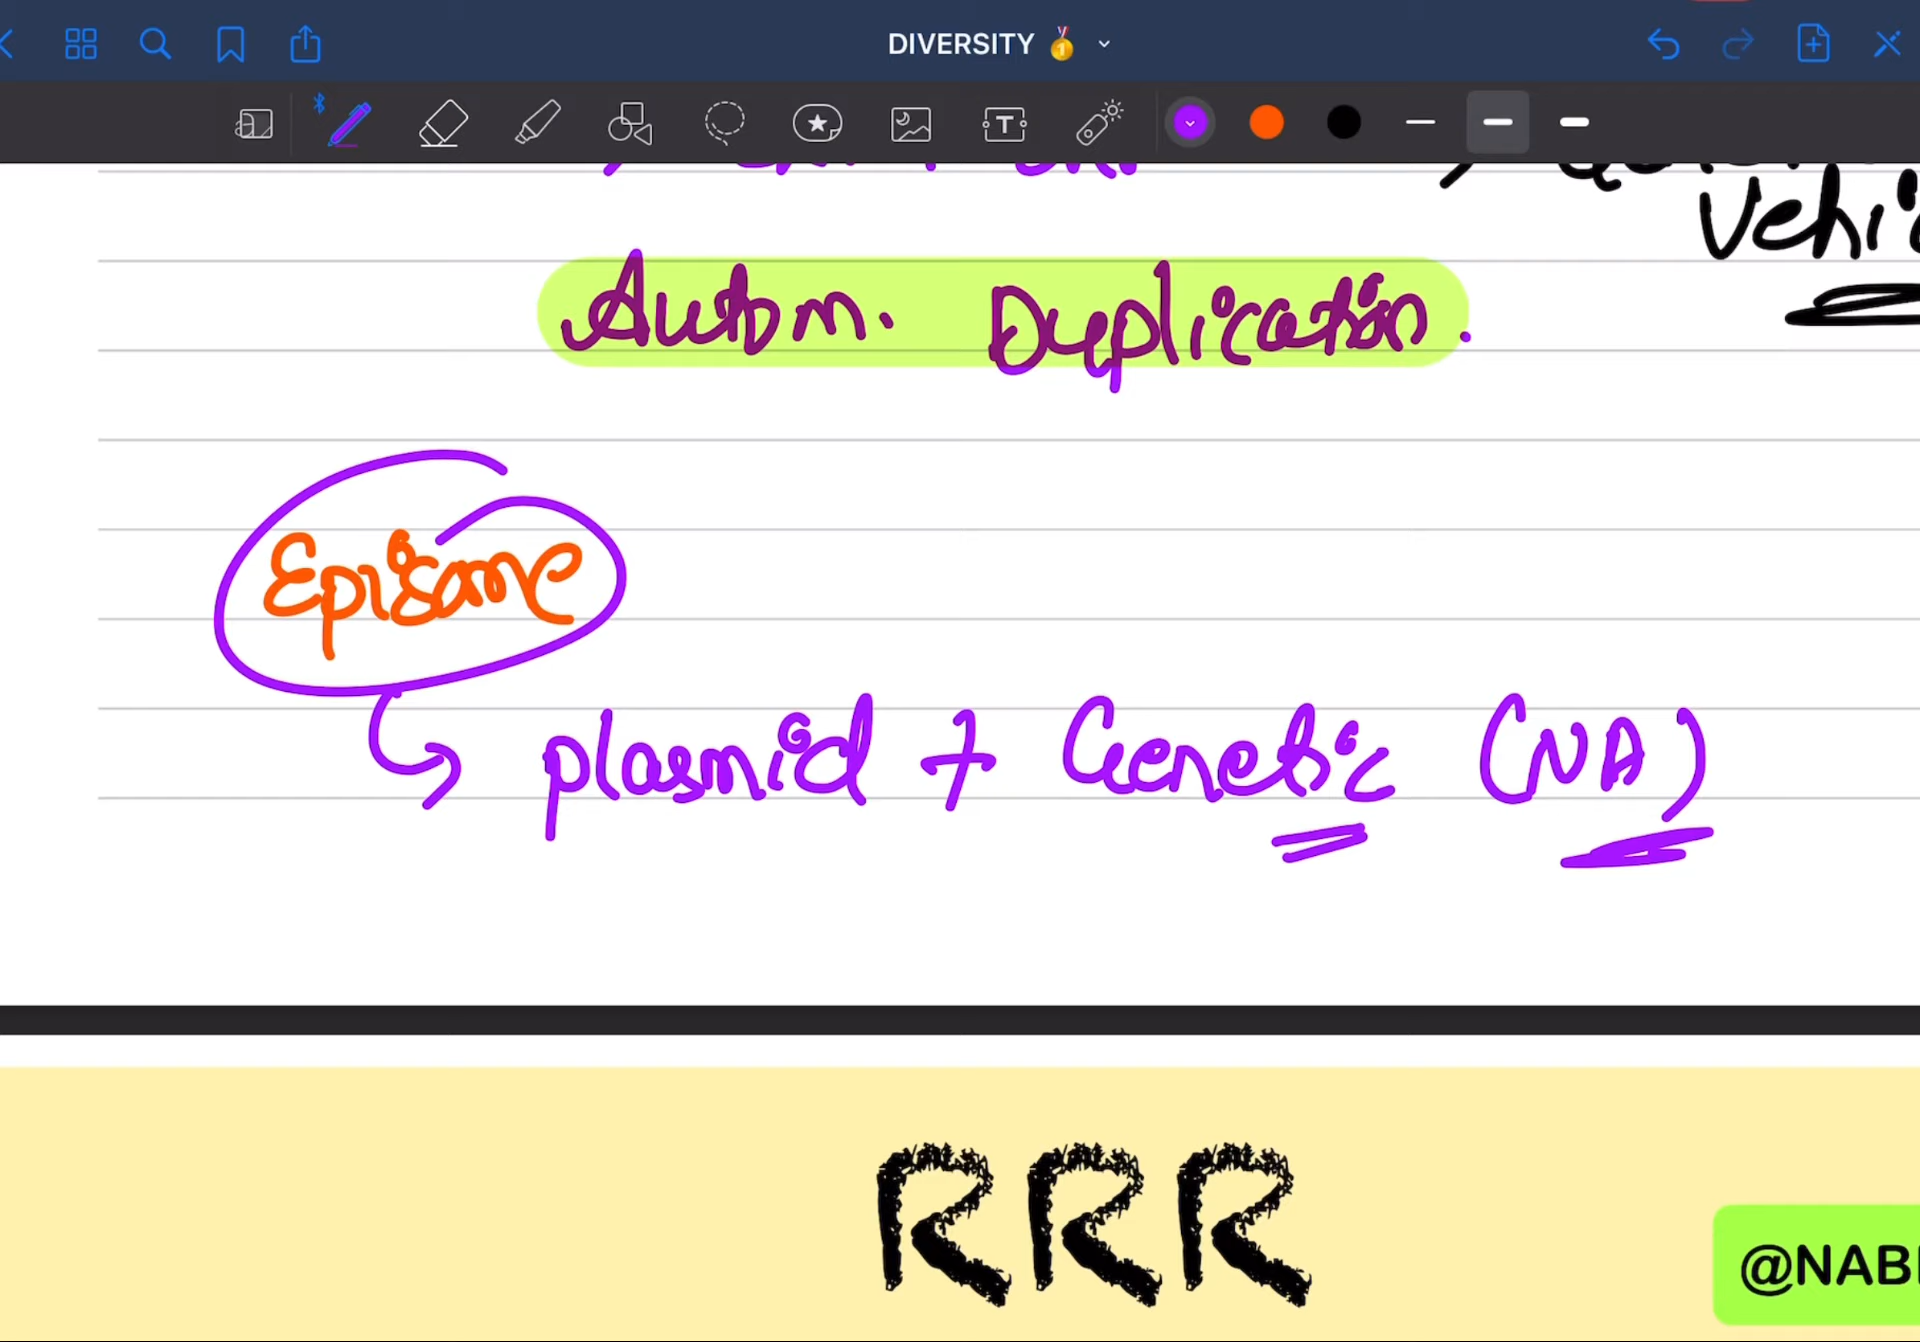 DIVERSITY 🏅
Vehi
Autom. Duplication.
Episome
plasmid + Genetic (NA)
RRR
@NAB